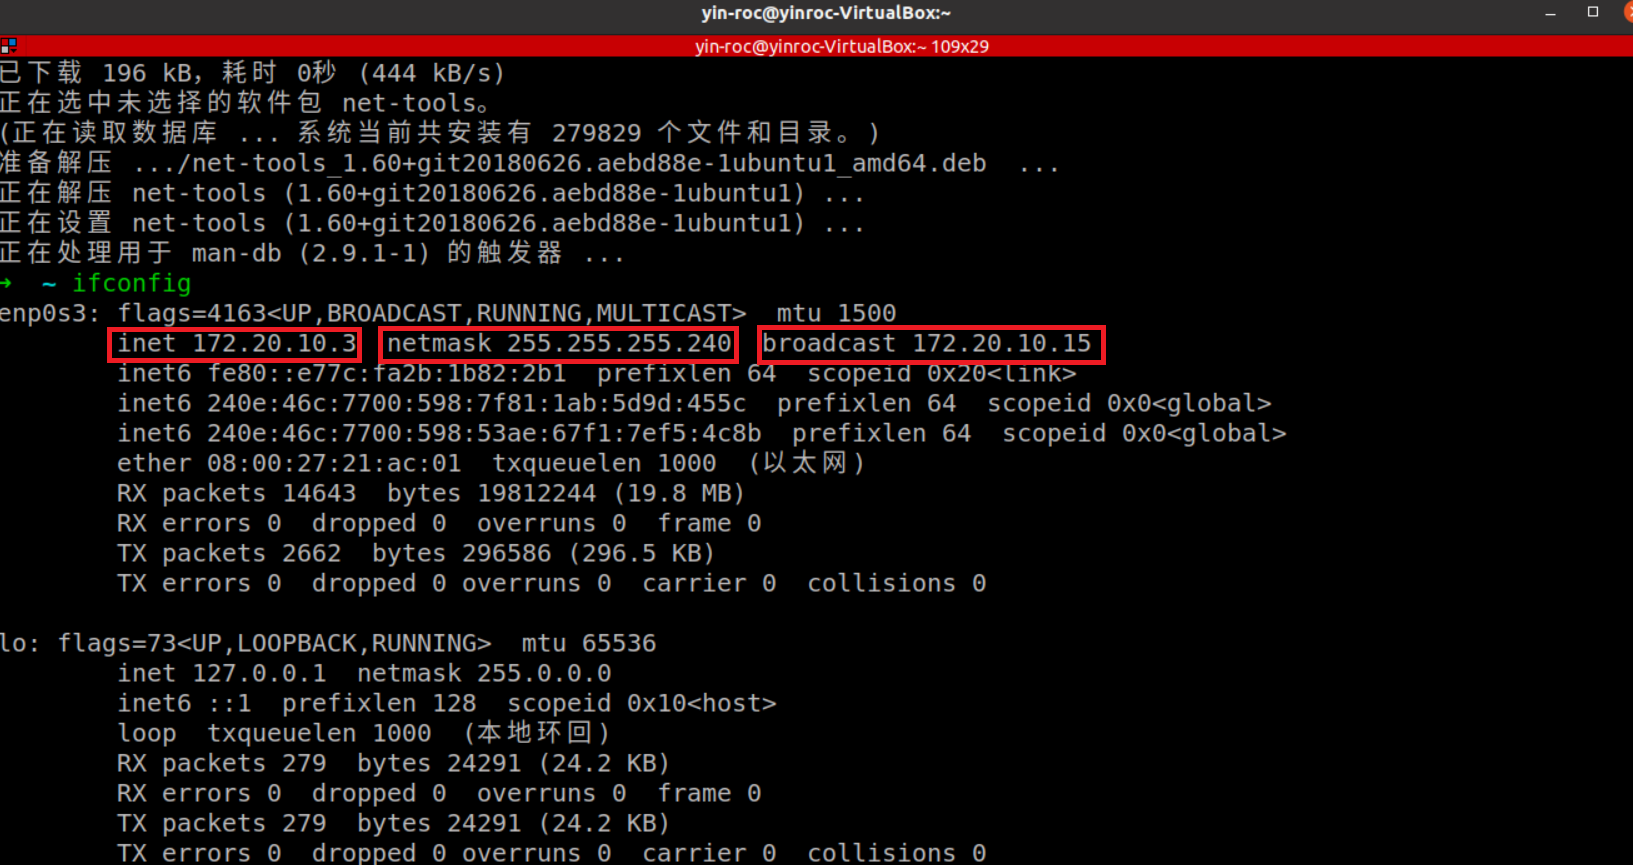 yin-roc@yinroc-VirtualBox:~
yin-roc@yinroc-VirtualBox:~ 109x29
已下载 196 kB，耗时 0秒 (444 kB/s)
正在选中未选择的软件包 net-tools。
(正在读取数据库 ... 系统当前共安装有 279829 个文件和目录。)
准备解压 .../net-tools_1.60+git20180626.aebd88e-1ubuntu1_amd64.deb  ...
正在解压 net-tools (1.60+git20180626.aebd88e-1ubuntu1) ...
正在设置 net-tools (1.60+git20180626.aebd88e-1ubuntu1) ...
正在处理用于 man-db (2.9.1-1) 的触发器 ...
→  ~ ifconfig
enp0s3: flags=4163<UP,BROADCAST,RUNNING,MULTICAST>  mtu 1500
inet 172.20.10.3  netmask 255.255.255.240  broadcast 172.20.10.15
inet6 fe80::e77c:fa2b:1b82:2b1  prefixlen 64  scopeid 0x20<link>
inet6 240e:46c:7700:598:7f81:1ab:5d9d:455c  prefixlen 64  scopeid 0x0<global>
inet6 240e:46c:7700:598:53ae:67f1:7ef5:4c8b  prefixlen 64  scopeid 0x0<global>
ether 08:00:27:21:ac:01  txqueuelen 1000  (以太网)
RX packets 14643  bytes 19812244 (19.8 MB)
RX errors 0  dropped 0  overruns 0  frame 0
TX packets 2662  bytes 296586 (296.5 KB)
TX errors 0  dropped 0 overruns 0  carrier 0  collisions 0
lo: flags=73<UP,LOOPBACK,RUNNING>  mtu 65536
inet 127.0.0.1  netmask 255.0.0.0
inet6 ::1  prefixlen 128  scopeid 0x10<host>
loop  txqueuelen 1000  (本地环回)
RX packets 279  bytes 24291 (24.2 KB)
RX errors 0  dropped 0  overruns 0  frame 0
TX packets 279  bytes 24291 (24.2 KB)
TX errors 0  dropped 0 overruns 0  carrier 0  collisions 0